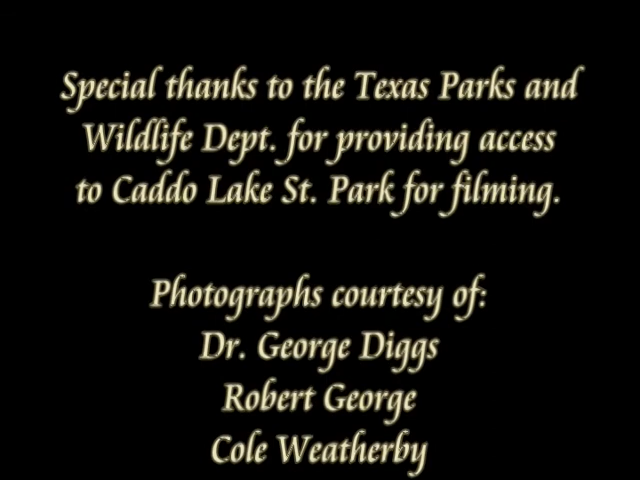 Special thanks to the Texas Parks and
Wildlife Dept. for providing access
to Caddo Lake St. Park for filming.
Photographs courtesy of:
Dr. George Diggs
Robert George
Cole Weatherby